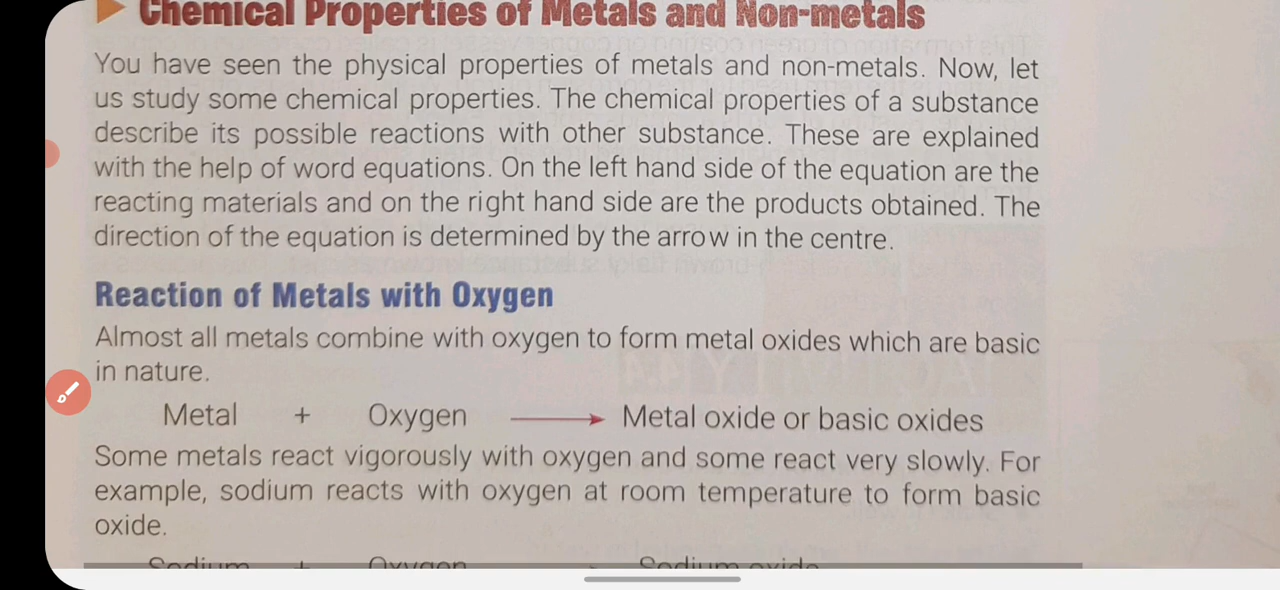 Chemical Properties of Metals and Non-metals
You have seen the physical properties of metals and non-metals. Now, let
us study some chemical properties. The chemical properties of a substance
describe its possible reactions with other substance. These are explained
with the help of word equations. On the left hand side of the equation are the
reacting materials and on the right hand side are the products obtained. The
direction of the equation is determined by the arrow in the centre.
Reaction of Metals with Oxygen
Almost all metals combine with oxygen to form metal oxides which are basic
in nature.
Metal + Oxygen ⟶ Metal oxide or basic oxides
Some metals react vigorously with oxygen and some react very slowly. For
example, sodium reacts with oxygen at room temperature to form basic
oxide.
Sodium + Oxygen Sodium oxide